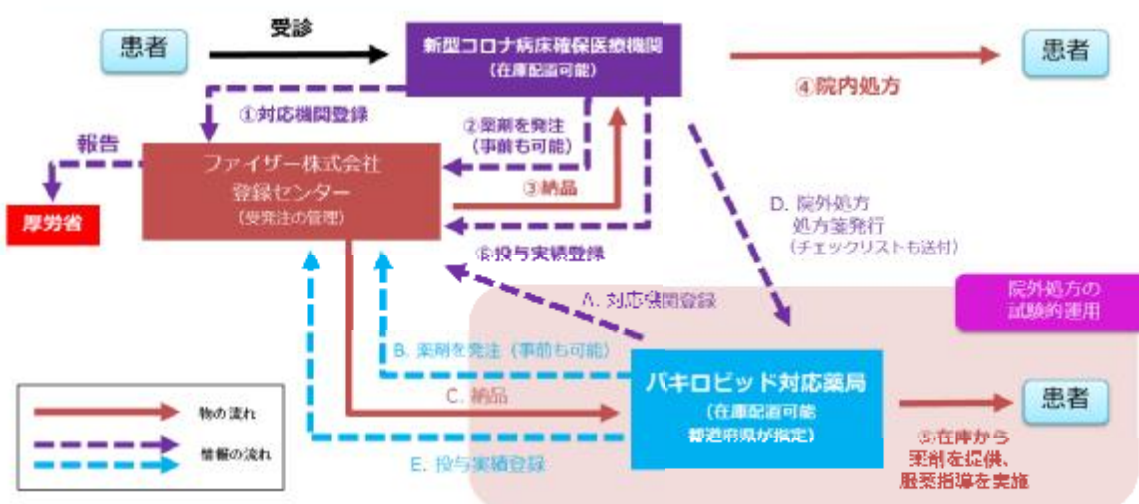 受診
患者
新型コロナ病床確保医療機関
(在庫配置可能)
患者
④院内処方
①対応機関登録
②薬剤を発注
(事前も可能)
報告
ファイザー株式会社
登録センター
(受発注の管理)
③納品
厚労省
D. 院外処方
処方箋発行
(チェックリストも送付)
⑥投与実績登録
A. 対応機関登録
院外処方の
試験的運用
B. 薬剤を発注(事前も可能)
パキロビッド対応薬局
(在庫配置可能
都道府県が指定)
患者
C. 納品
物の流れ
情報の流れ
⑤在庫から
薬剤を提供、
服薬指導を実施
E. 投与実績登録